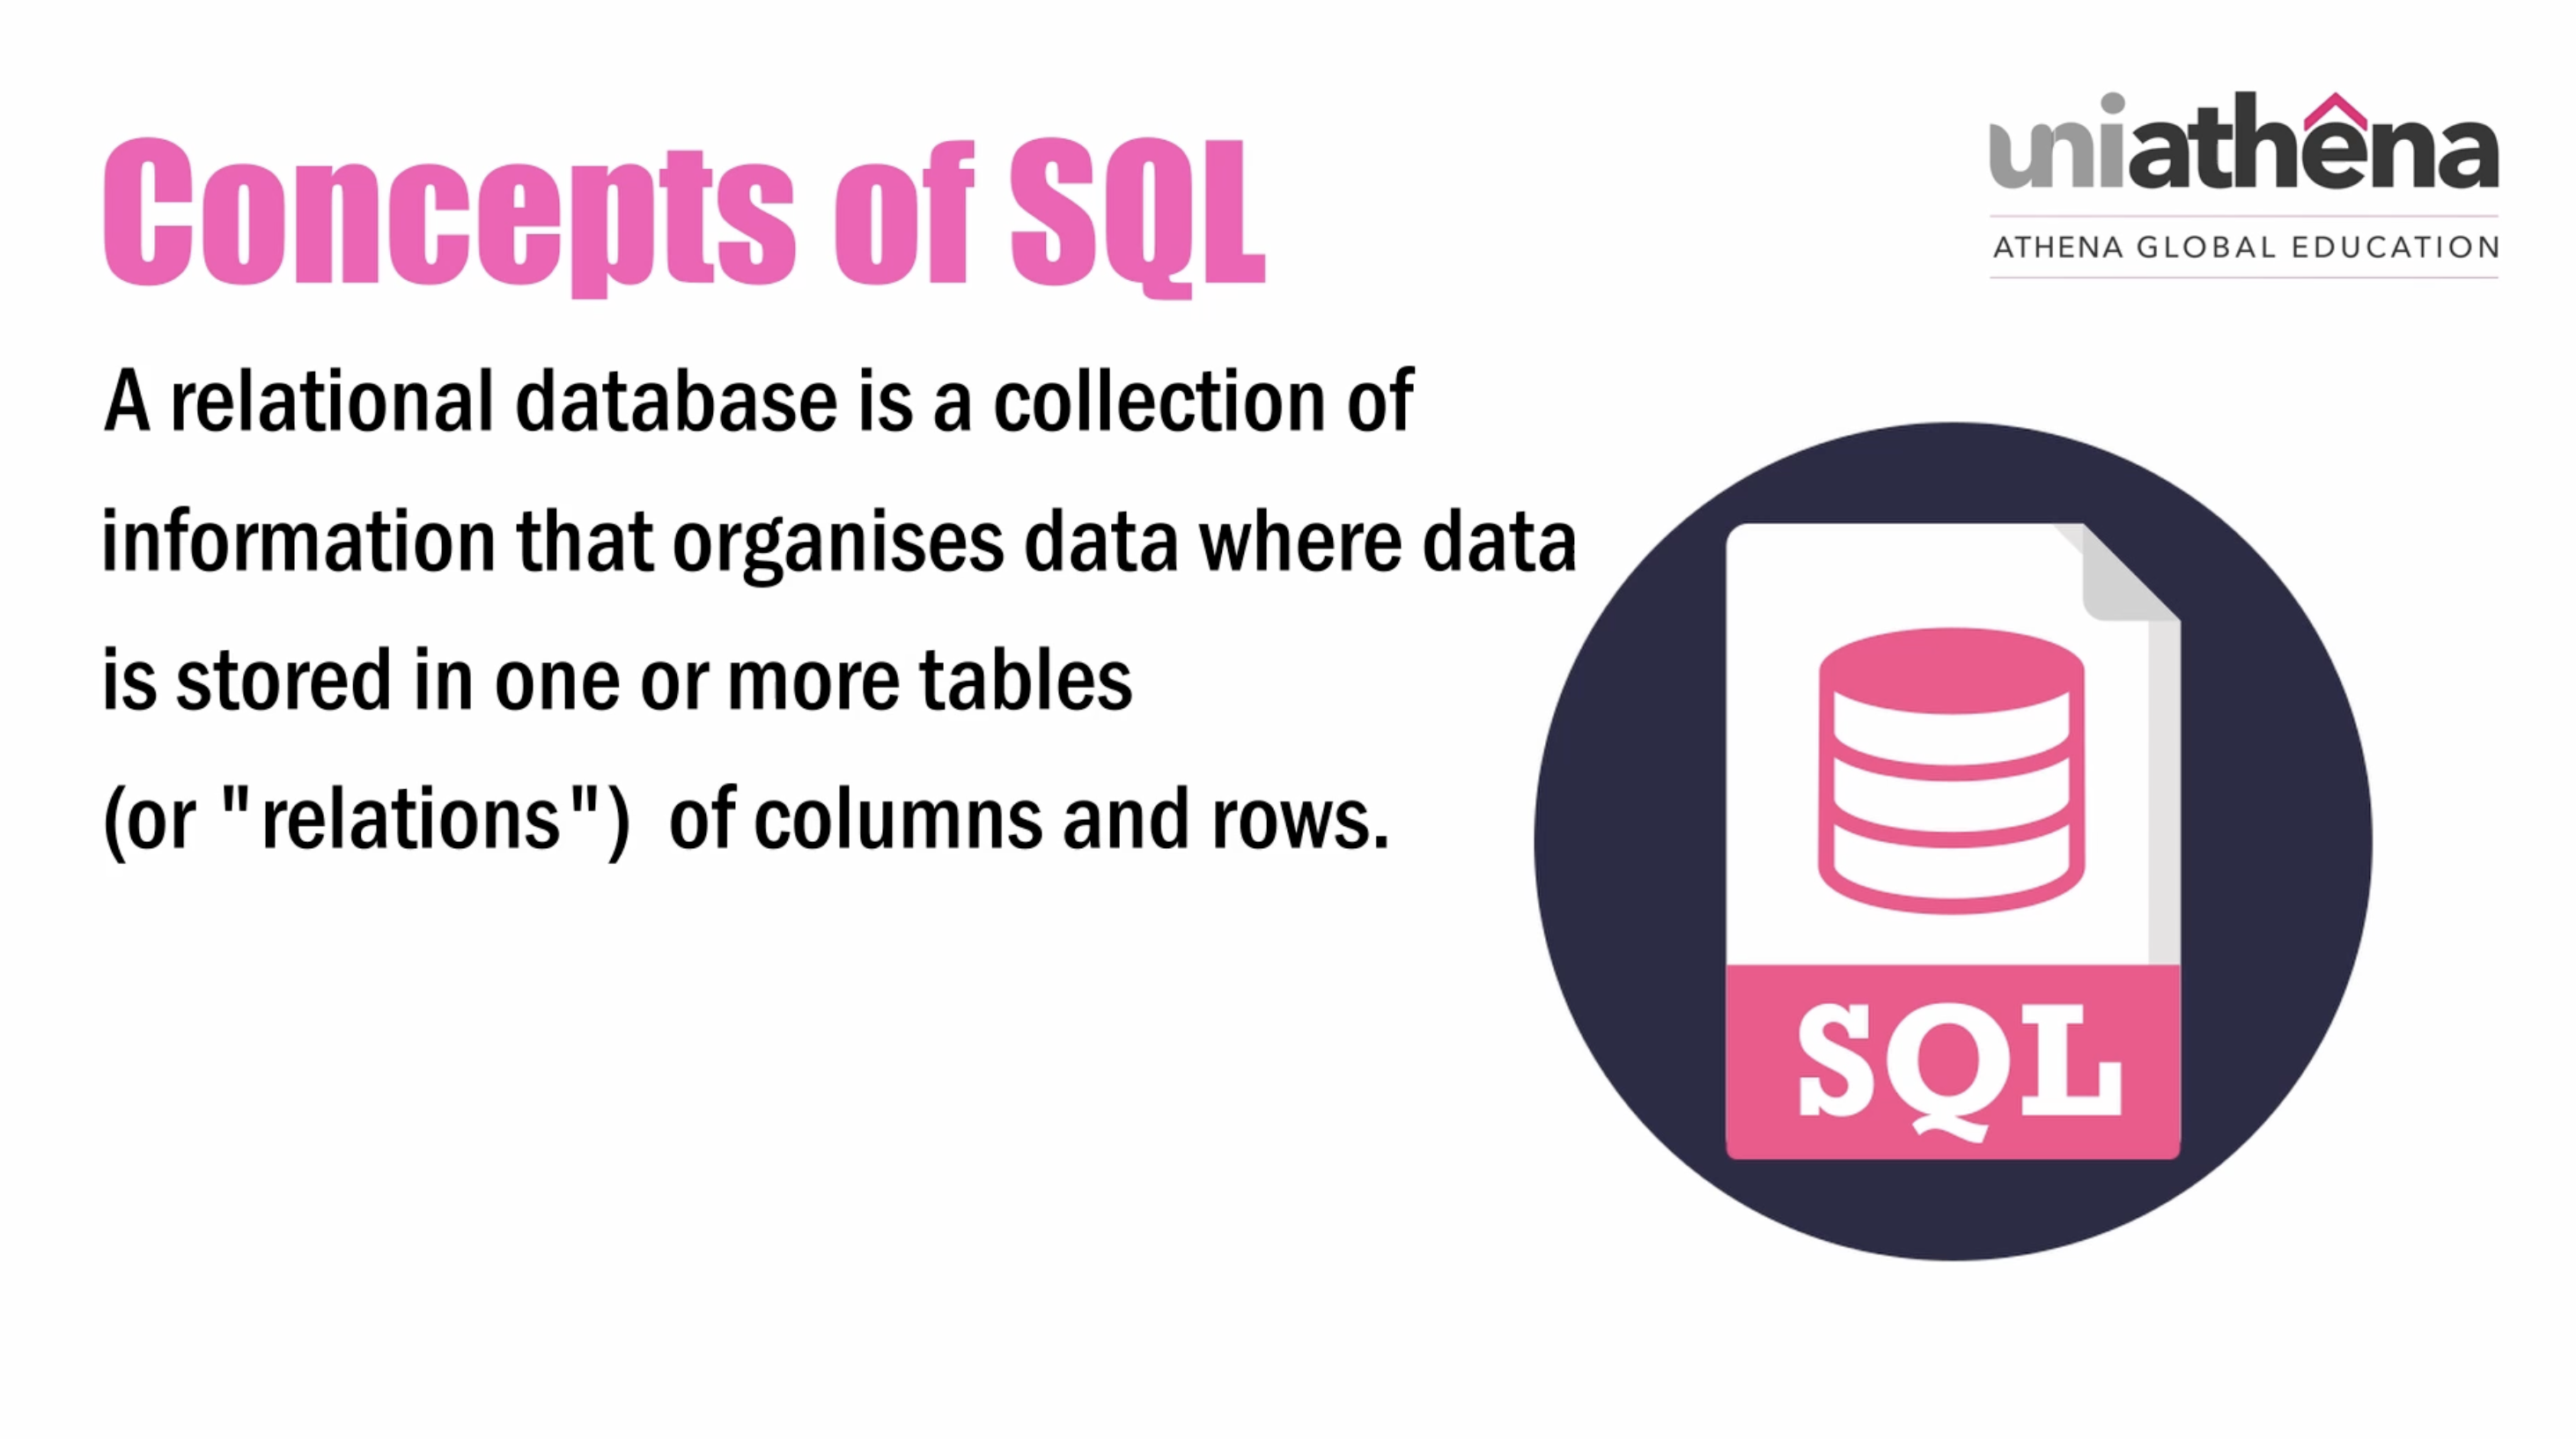 Concepts of SQL
uniathena
ATHENA GLOBAL EDUCATION
A relational database is a collection of
information that organises data where data
is stored in one or more tables
(or "relations") of columns and rows.
SQL